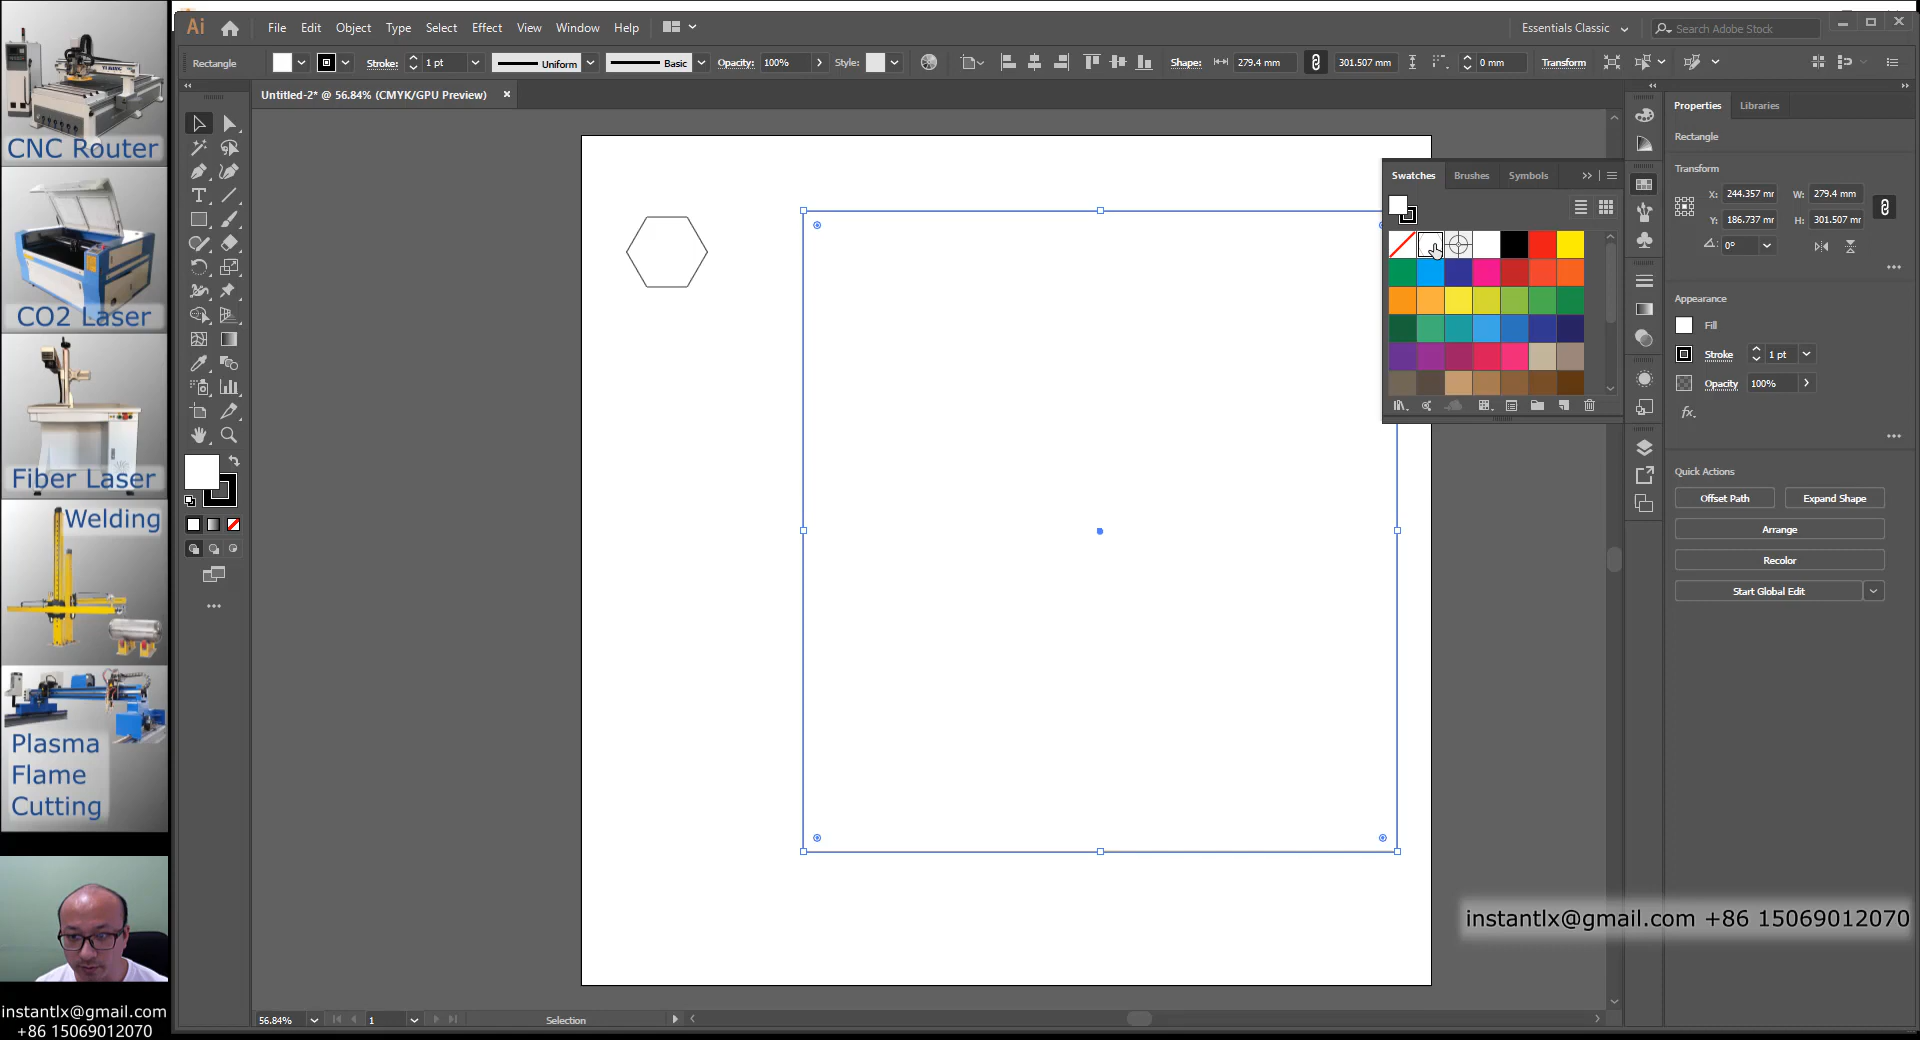 CNC Router
CO2 Laser
Fiber Laser
Welding
Plasma
Flame
Cutting
instantlx@gmail.com
+86 15069012070
Ai
File Edit Object Type Select Effect View Window Help
Essentials Classic
Search Adobe Stock
Rectangle
Stroke: 1 pt
Uniform
Basic
Opacity: 100%
Style:
Shape: 279.4 mm
301.507 mm
0 mm
Transform
Untitled-2* @ 56.84% (CMYK/GPU Preview)
Swatches Brushes Symbols
Properties Libraries
Rectangle
Transform
X: 244.357 mr W: 279.4 mm
Y: 186.737 mr H: 301.507 mr
0°
Appearance
Fill
Stroke 1 pt
Opacity 100%
fx.
Quick Actions
Offset Path Expand Shape
Arrange
Recolor
Start Global Edit
instantlx@gmail.com +86 15069012070
56.84% 1 Selection